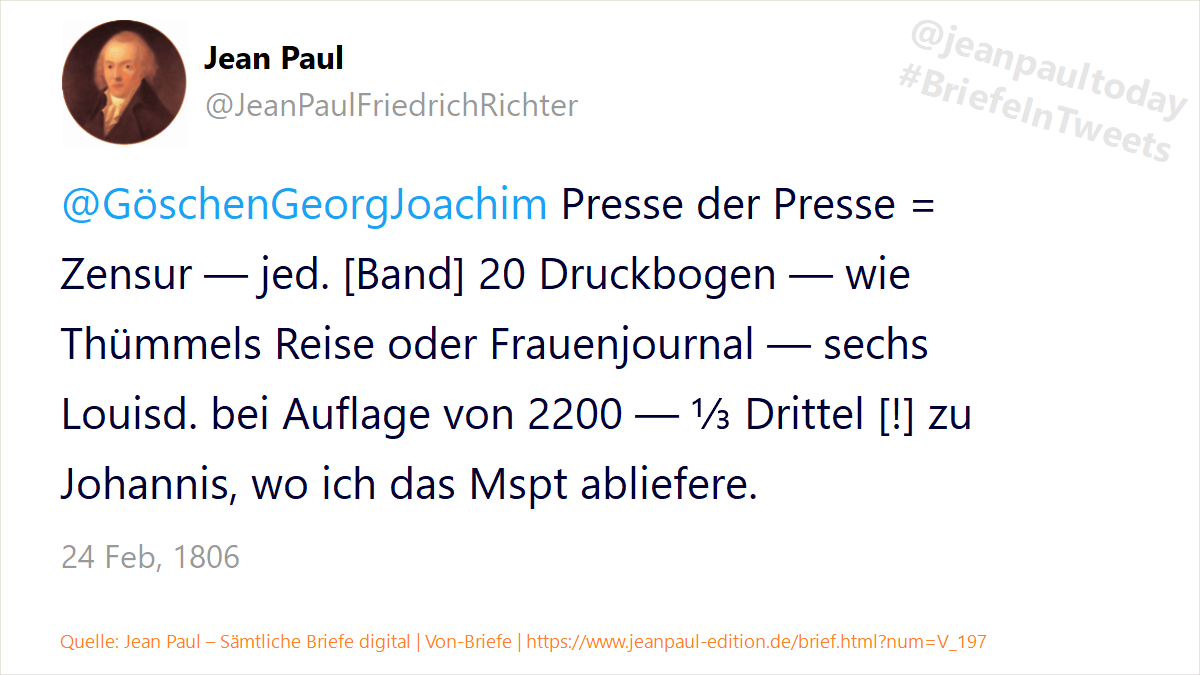 Jean Paul
@JeanPaulFriedrichRichter
@jeanpaultoday
#BriefeInTweets
@GöschenGeorgJoachim Presse der Presse =
Zensur — jed. [Band] 20 Druckbogen — wie
Thümmels Reise oder Frauenjournal — sechs
Louisd. bei Auflage von 2200 — ⅓ Drittel [!] zu
Johannis, wo ich das Mspt abliefere.
24 Feb, 1806
Quelle: Jean Paul – Sämtliche Briefe digital | Von-Briefe | https://www.jeanpaul-edition.de/brief.html?num=V_197